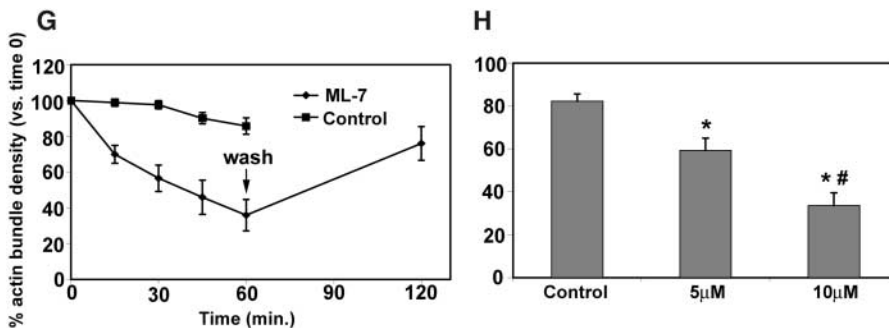 G
% actin bundle density (vs. time 0)
120
100
80
60
40
20
0
ML-7
Control
wash
0 30 60 90 120
Time (min.)
H
100
80
60
40
20
0
*
* #
Control 5μM 10μM